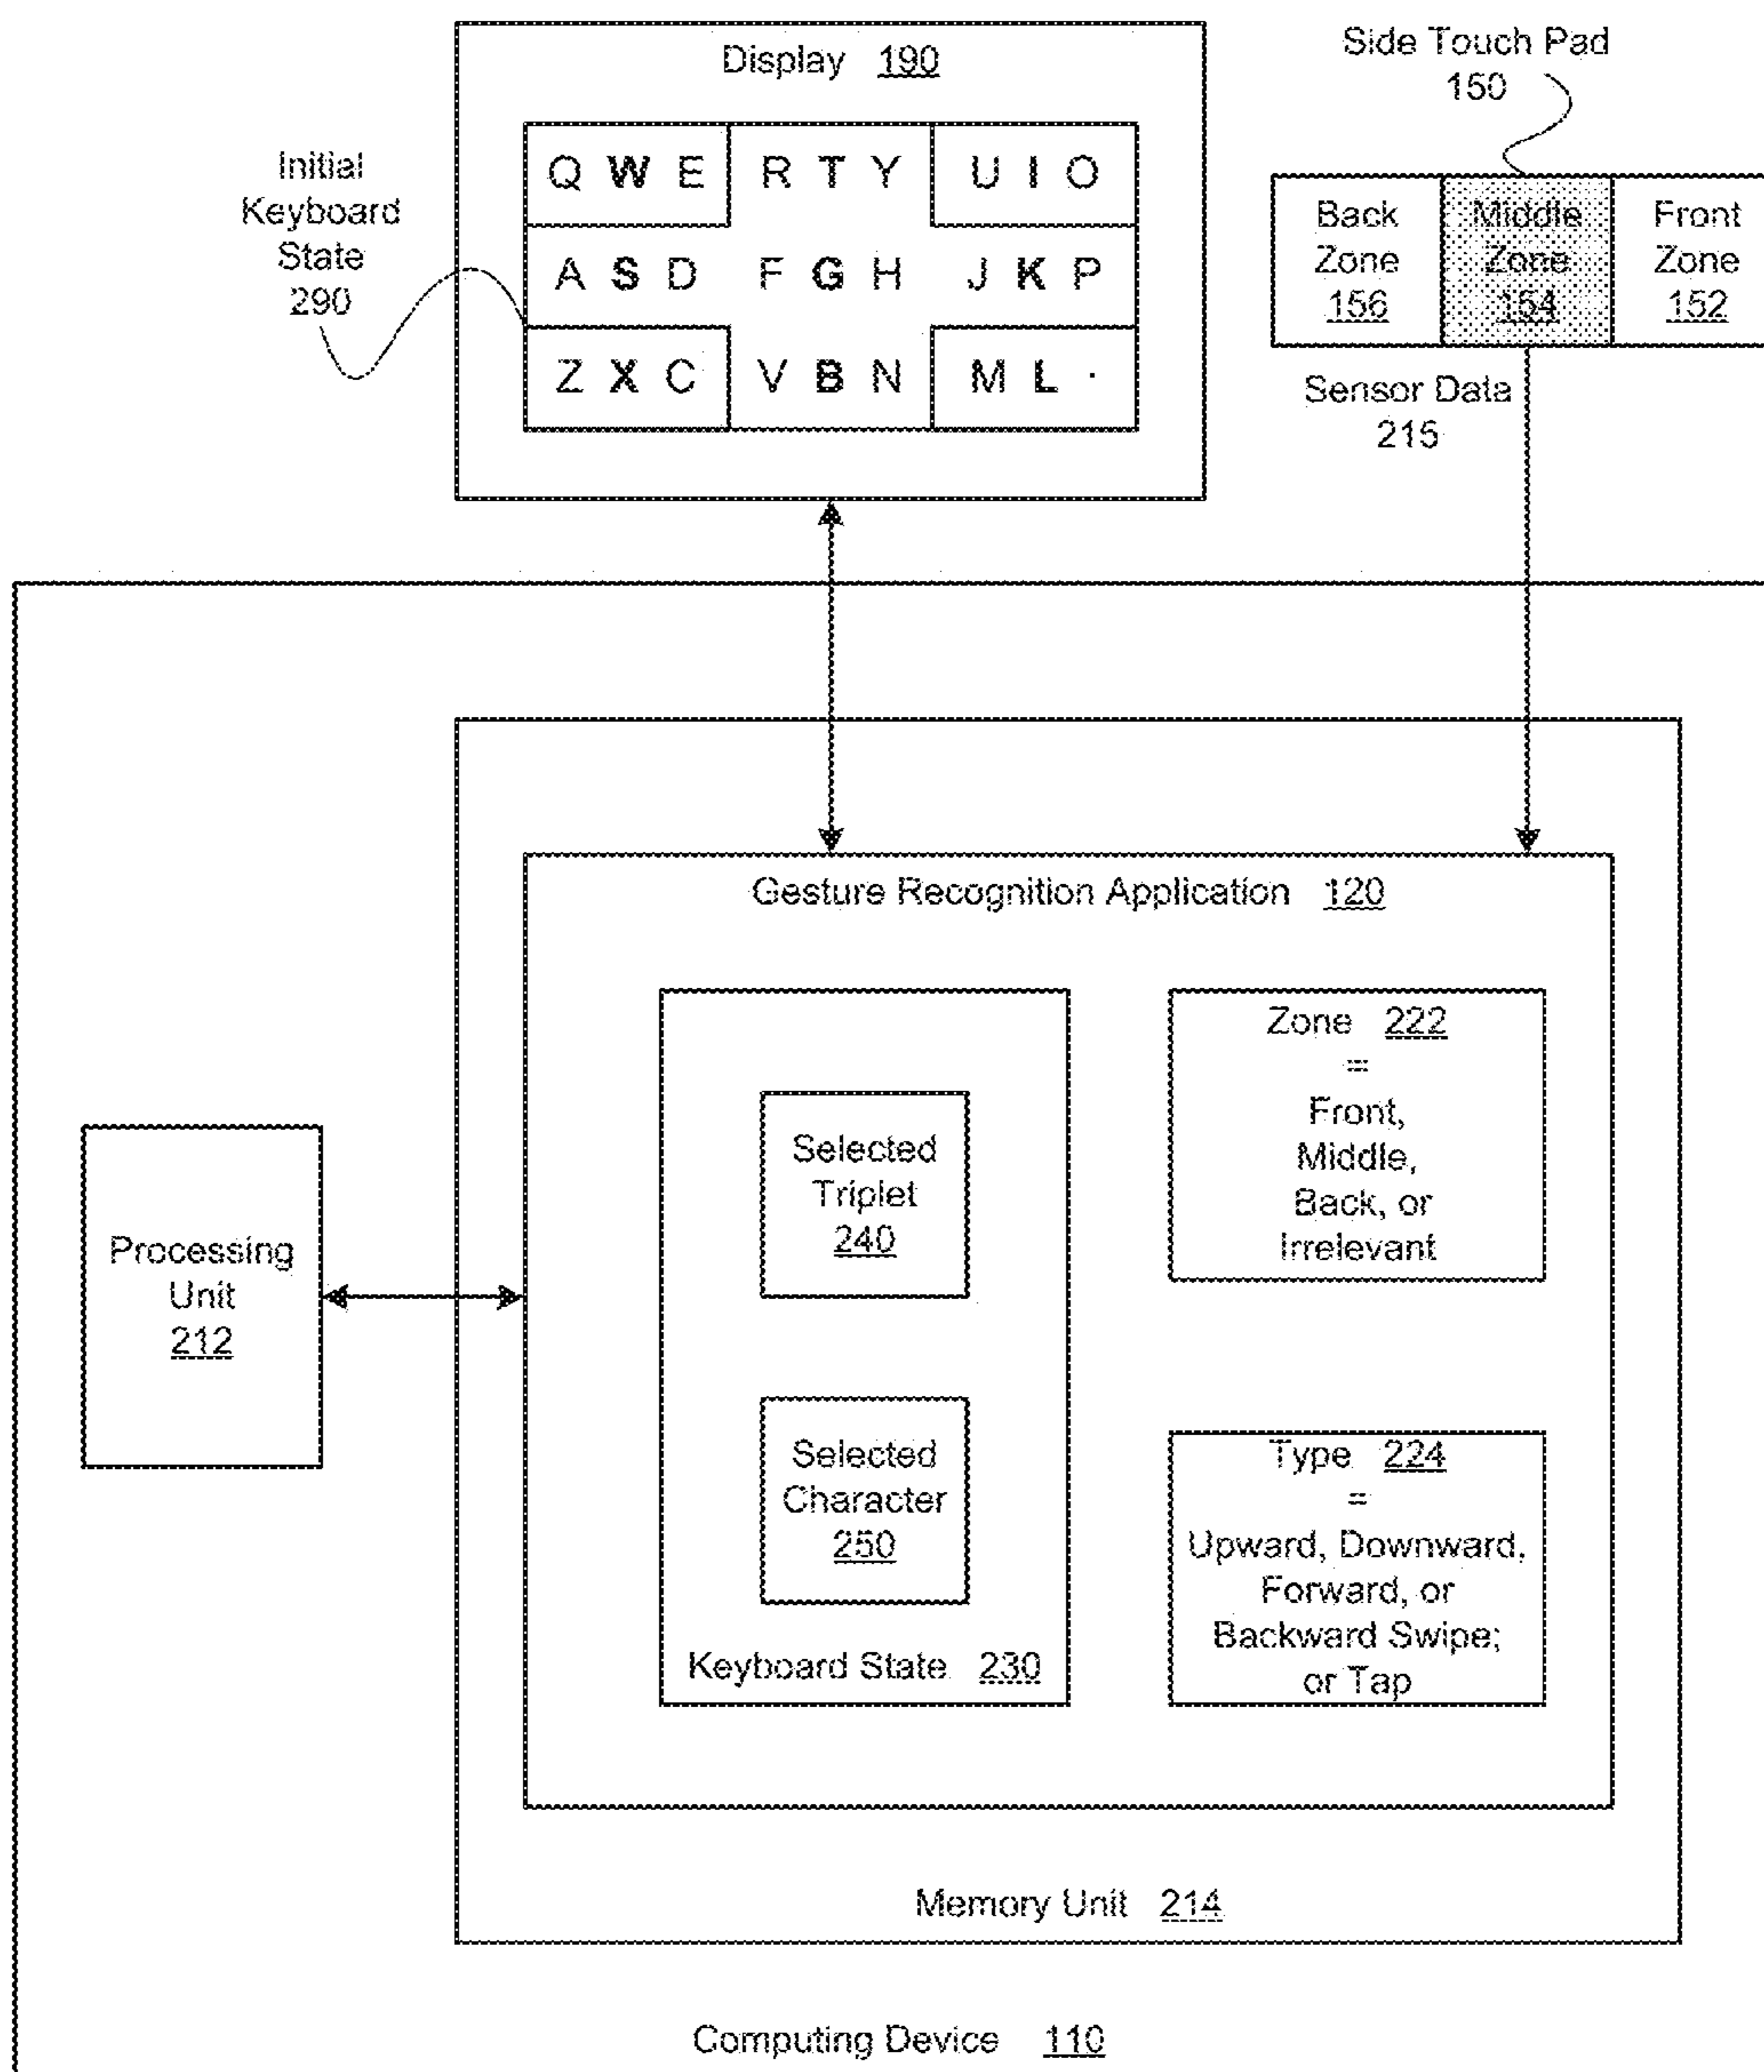 Display 190
Side Touch Pad
150
Initial
Keyboard
State
290
Q W E R T Y U I O
A S D F G H J K P
Z X C V B N M L ·
Back
Zone
156
Middle
Zone
154
Front
Zone
152
Sensor Data
215
Gesture Recognition Application 120
Processing
Unit
212
Selected
Triplet
240
Selected
Character
250
Keyboard State 230
Zone 222
=
Front,
Middle,
Back, or
Irrelevant
Type 224
=
Upward, Downward,
Forward, or
Backward Swipe;
or Tap
Memory Unit 214
Computing Device 110